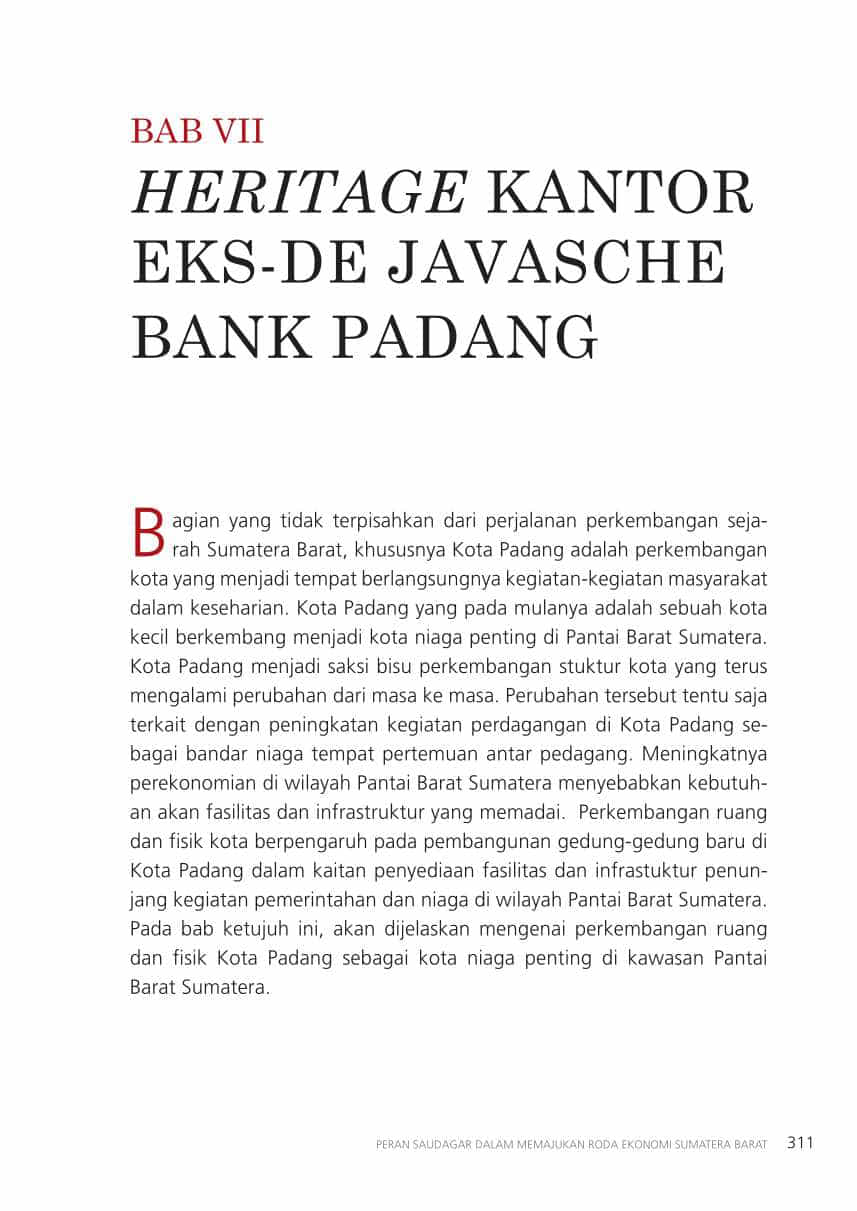 BAB VII
HERITAGE KANTOR
EKS-DE JAVASCHE
BANK PADANG
Bagian yang tidak terpisahkan dari perjalanan perkembangan seja-
rah Sumatera Barat, khususnya Kota Padang adalah perkembangan
kota yang menjadi tempat berlangsungnya kegiatan-kegiatan masyarakat
dalam keseharian. Kota Padang yang pada mulanya adalah sebuah kota
kecil berkembang menjadi kota niaga penting di Pantai Barat Sumatera.
Kota Padang menjadi saksi bisu perkembangan stuktur kota yang terus
mengalami perubahan dari masa ke masa. Perubahan tersebut tentu saja
terkait dengan peningkatan kegiatan perdagangan di Kota Padang se-
bagai bandar niaga tempat pertemuan antar pedagang. Meningkatnya
perekonomian di wilayah Pantai Barat Sumatera menyebabkan kebutuh-
an akan fasilitas dan infrastruktur yang memadai.  Perkembangan ruang
dan fisik kota berpengaruh pada pembangunan gedung-gedung baru di
Kota Padang dalam kaitan penyediaan fasilitas dan infrastuktur penun-
jang kegiatan pemerintahan dan niaga di wilayah Pantai Barat Sumatera.
Pada bab ketujuh ini, akan dijelaskan mengenai perkembangan ruang
dan fisik Kota Padang sebagai kota niaga penting di kawasan Pantai
Barat Sumatera.
PERAN SAUDAGAR DALAM MEMAJUKAN RODA EKONOMI SUMATERA BARAT 311